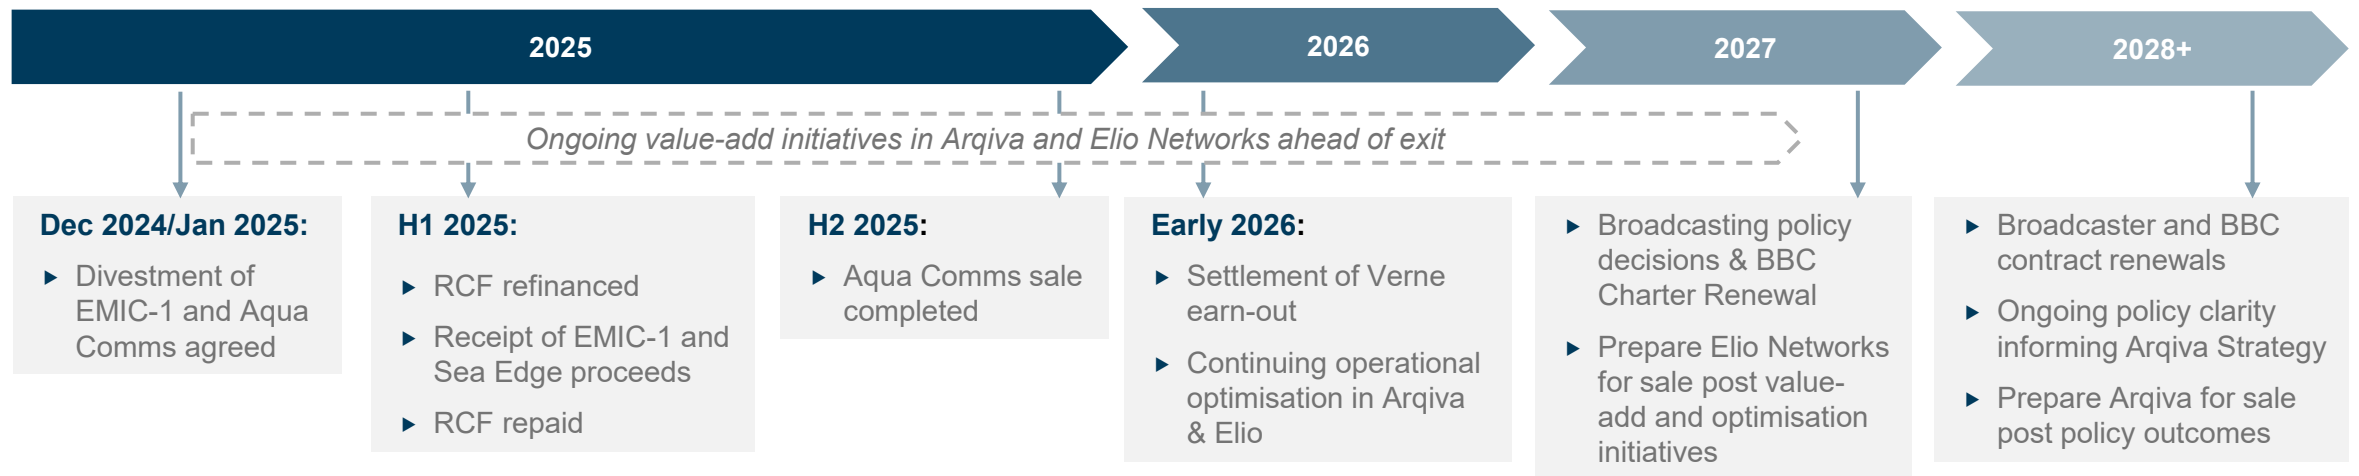 2025
2026
2027
2028+
Ongoing value-add initiatives in Arqiva and Elio Networks ahead of exit
Dec 2024/Jan 2025:
Divestment of
EMIC-1 and Aqua
Comms agreed
H1 2025:
RCF refinanced
Receipt of EMIC-1 and
Sea Edge proceeds
RCF repaid
H2 2025:
Aqua Comms sale
completed
Early 2026:
Settlement of Verne
earn-out
Continuing operational
optimisation in Arqiva
& Elio
Broadcasting policy
decisions & BBC
Charter Renewal
Prepare Elio Networks
for sale post value-
add and optimisation
initiatives
Broadcaster and BBC
contract renewals
Ongoing policy clarity
informing Arqiva Strategy
Prepare Arqiva for sale
post policy outcomes